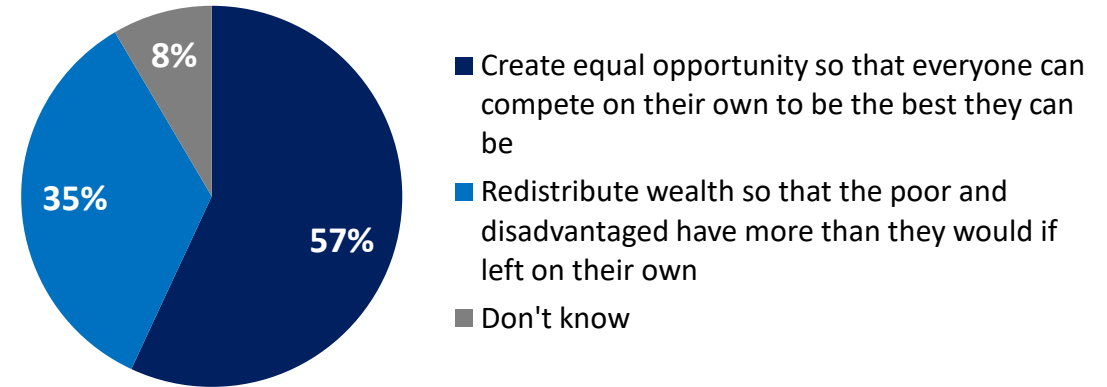 8%
35%
57%
Create equal opportunity so that everyone can
compete on their own to be the best they can
be
Redistribute wealth so that the poor and
disadvantaged have more than they would if
left on their own
Don't know